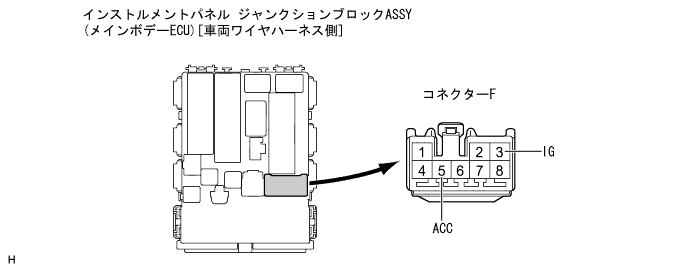 インストルメントパネル ジャンクションブロックASSY
(メインボデーECU)[車両ワイヤハーネス側]
コネクターF
1 2 3
IG
4 5 6 7 8
ACC
H